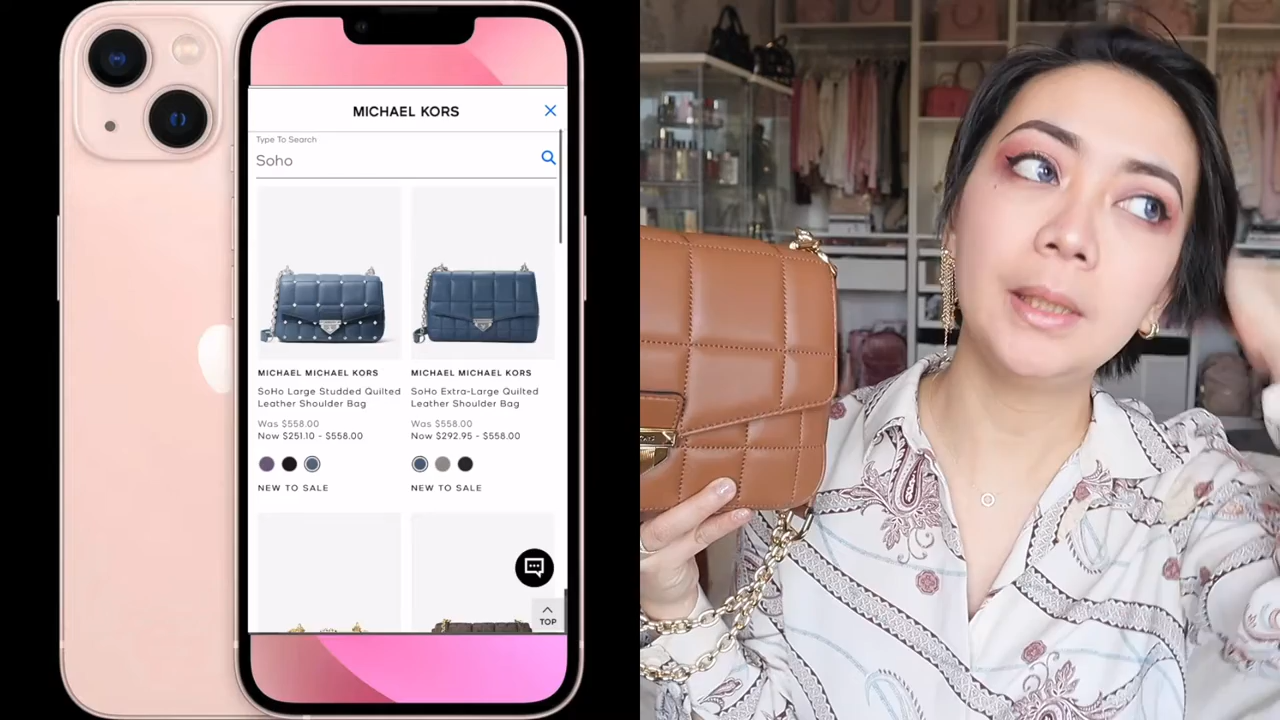 MICHAEL KORS
Type To Search
Soho
MICHAEL MICHAEL KORS
SoHo Large Studded Quilted
Leather Shoulder Bag
Was $558.00
Now $251.10 - $558.00
NEW TO SALE
MICHAEL MICHAEL KORS
SoHo Extra-Large Quilted
Leather Shoulder Bag
Was $558.00
Now $292.95 - $558.00
NEW TO SALE
TOP